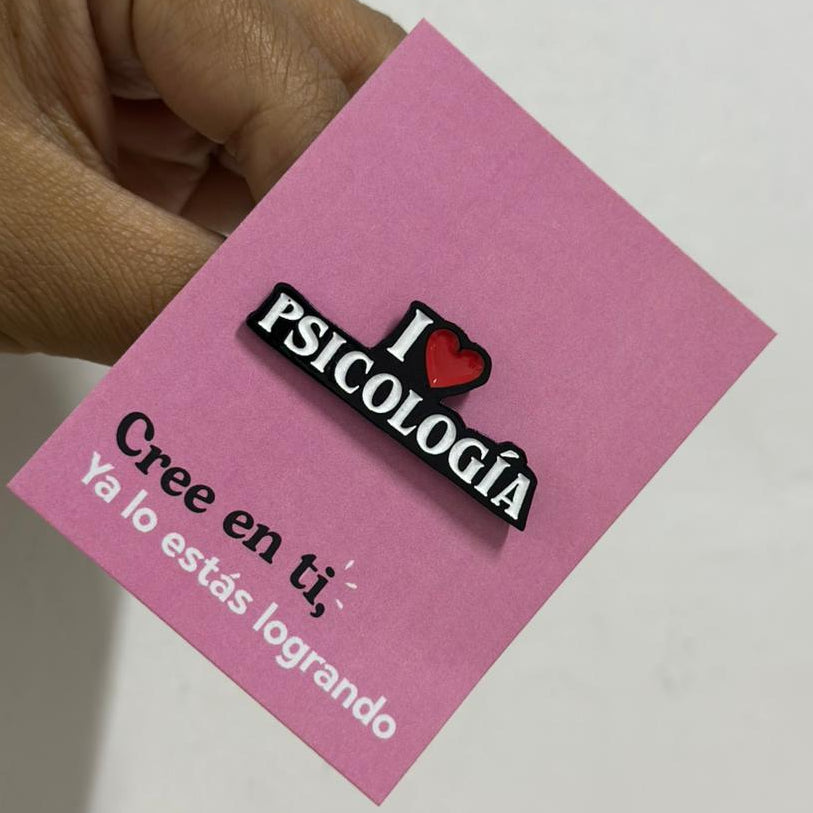 I ❤
PSICOLOGÍA
Cree en ti,
Ya lo estás logrando